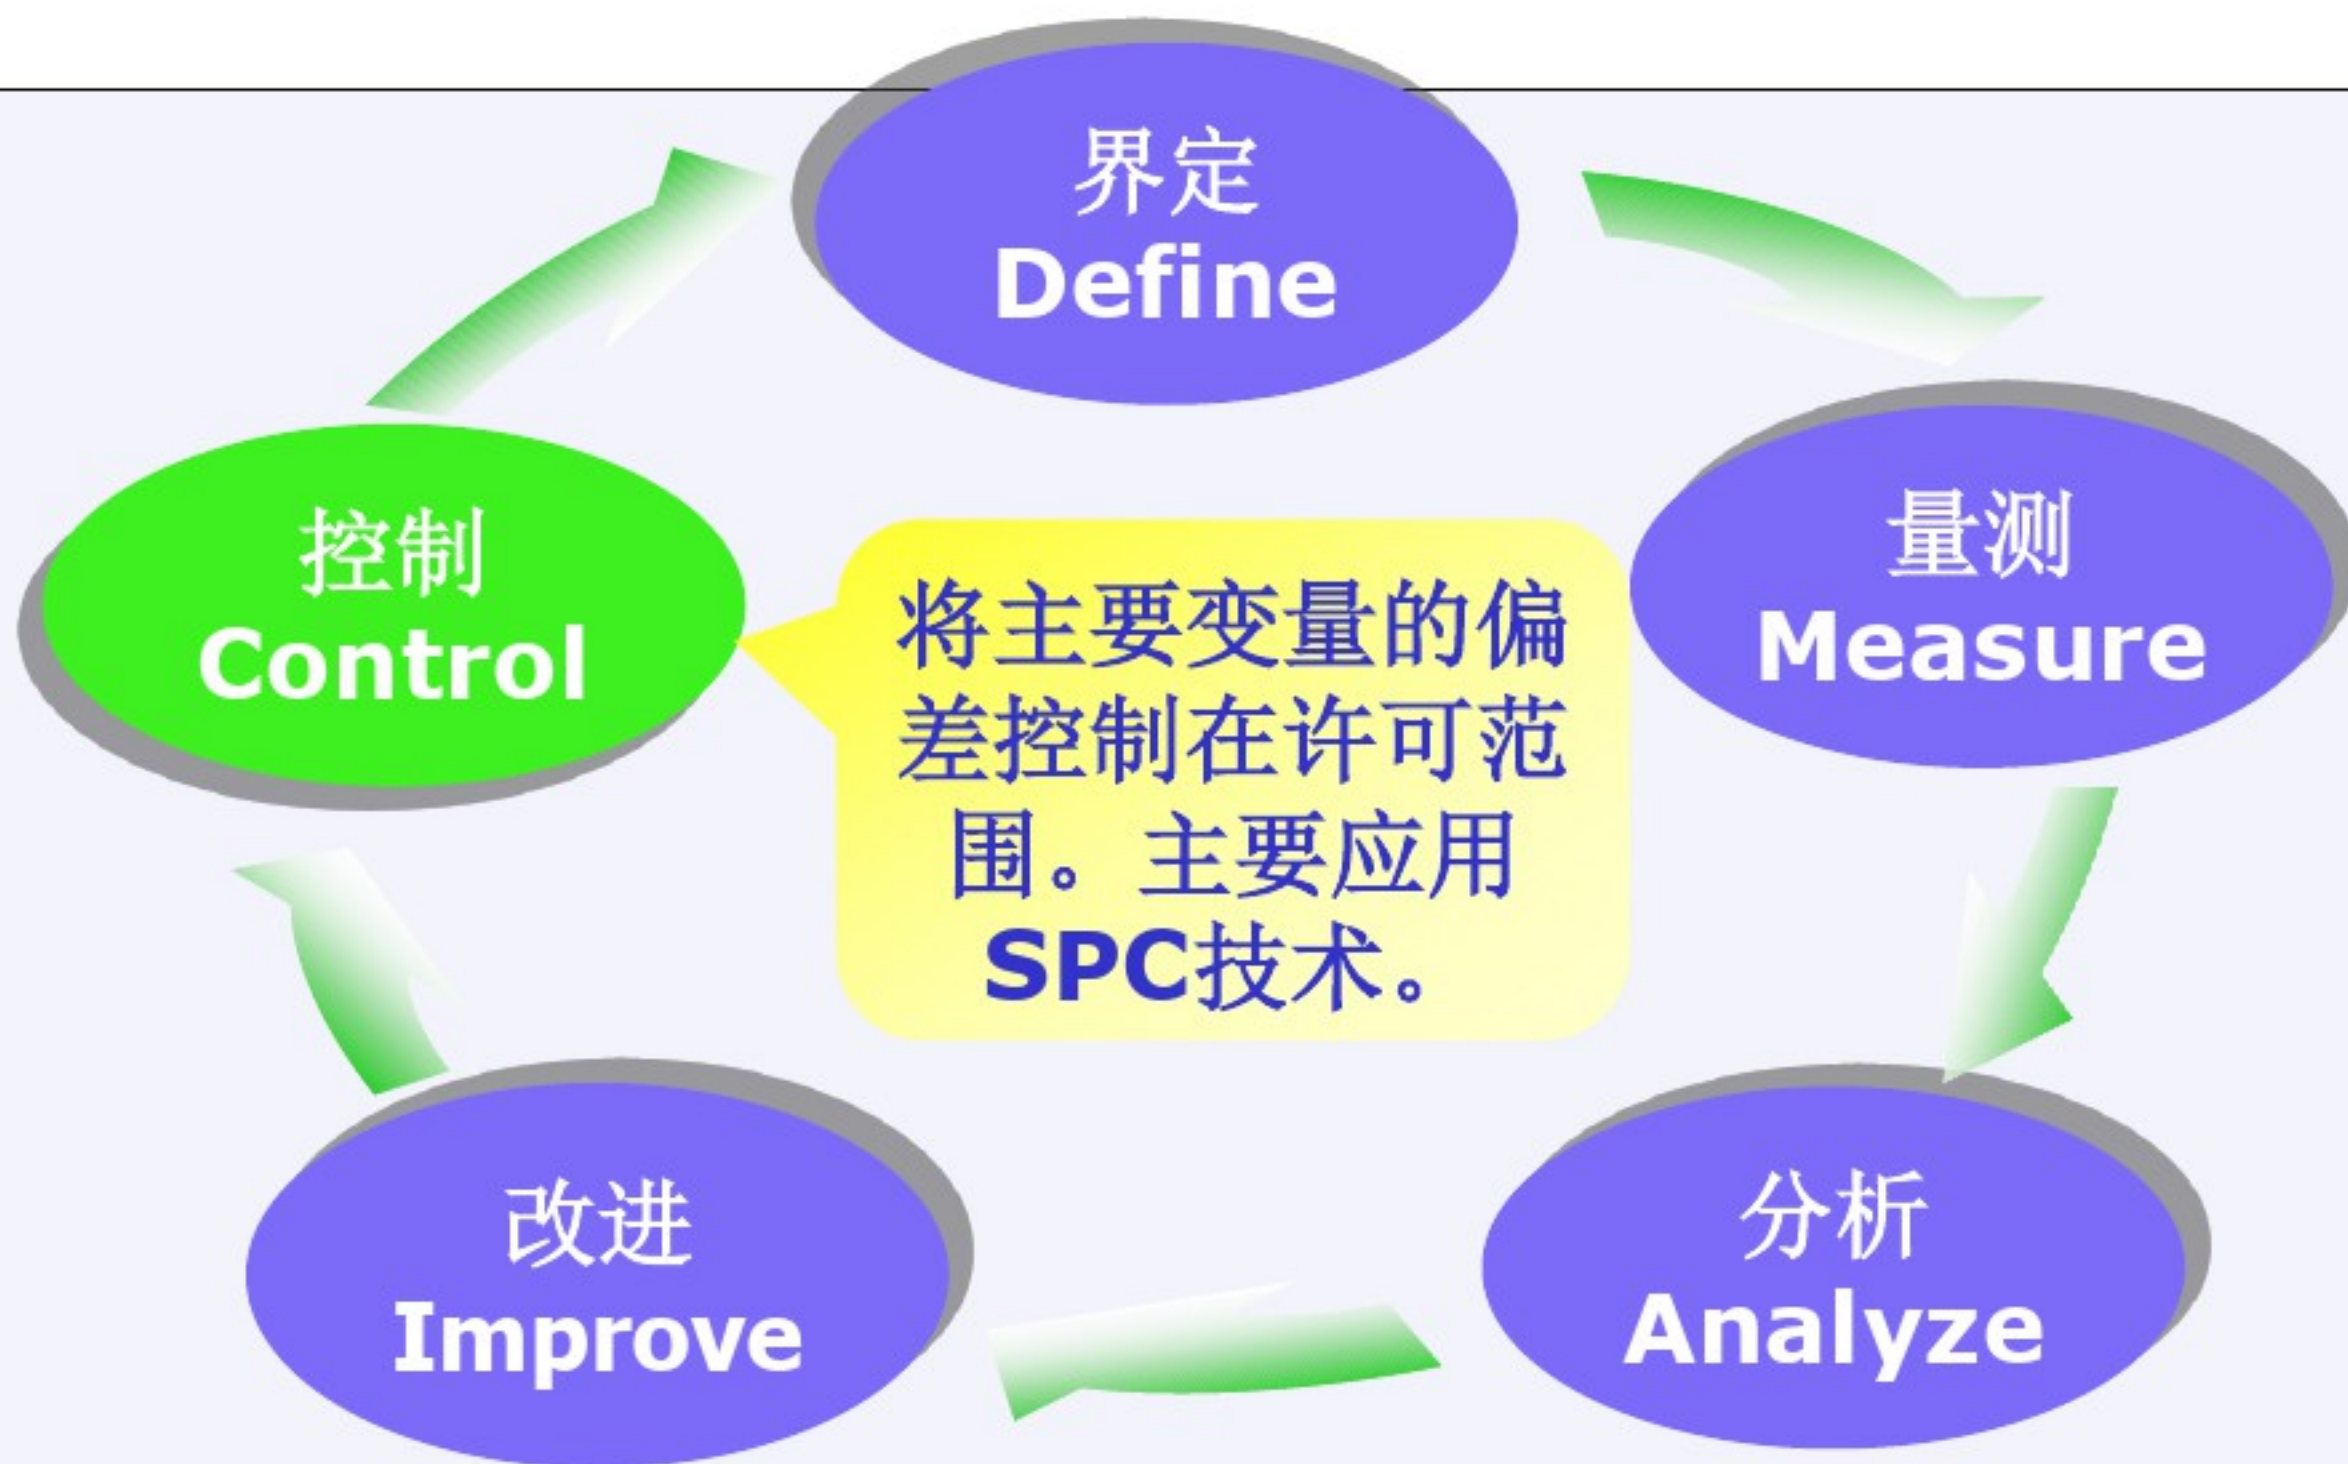 界定
Define
量测
Measure
控制
Control
将主要变量的偏
差控制在许可范
围。主要应用
SPC技术。
分析
Analyze
改进
Improve